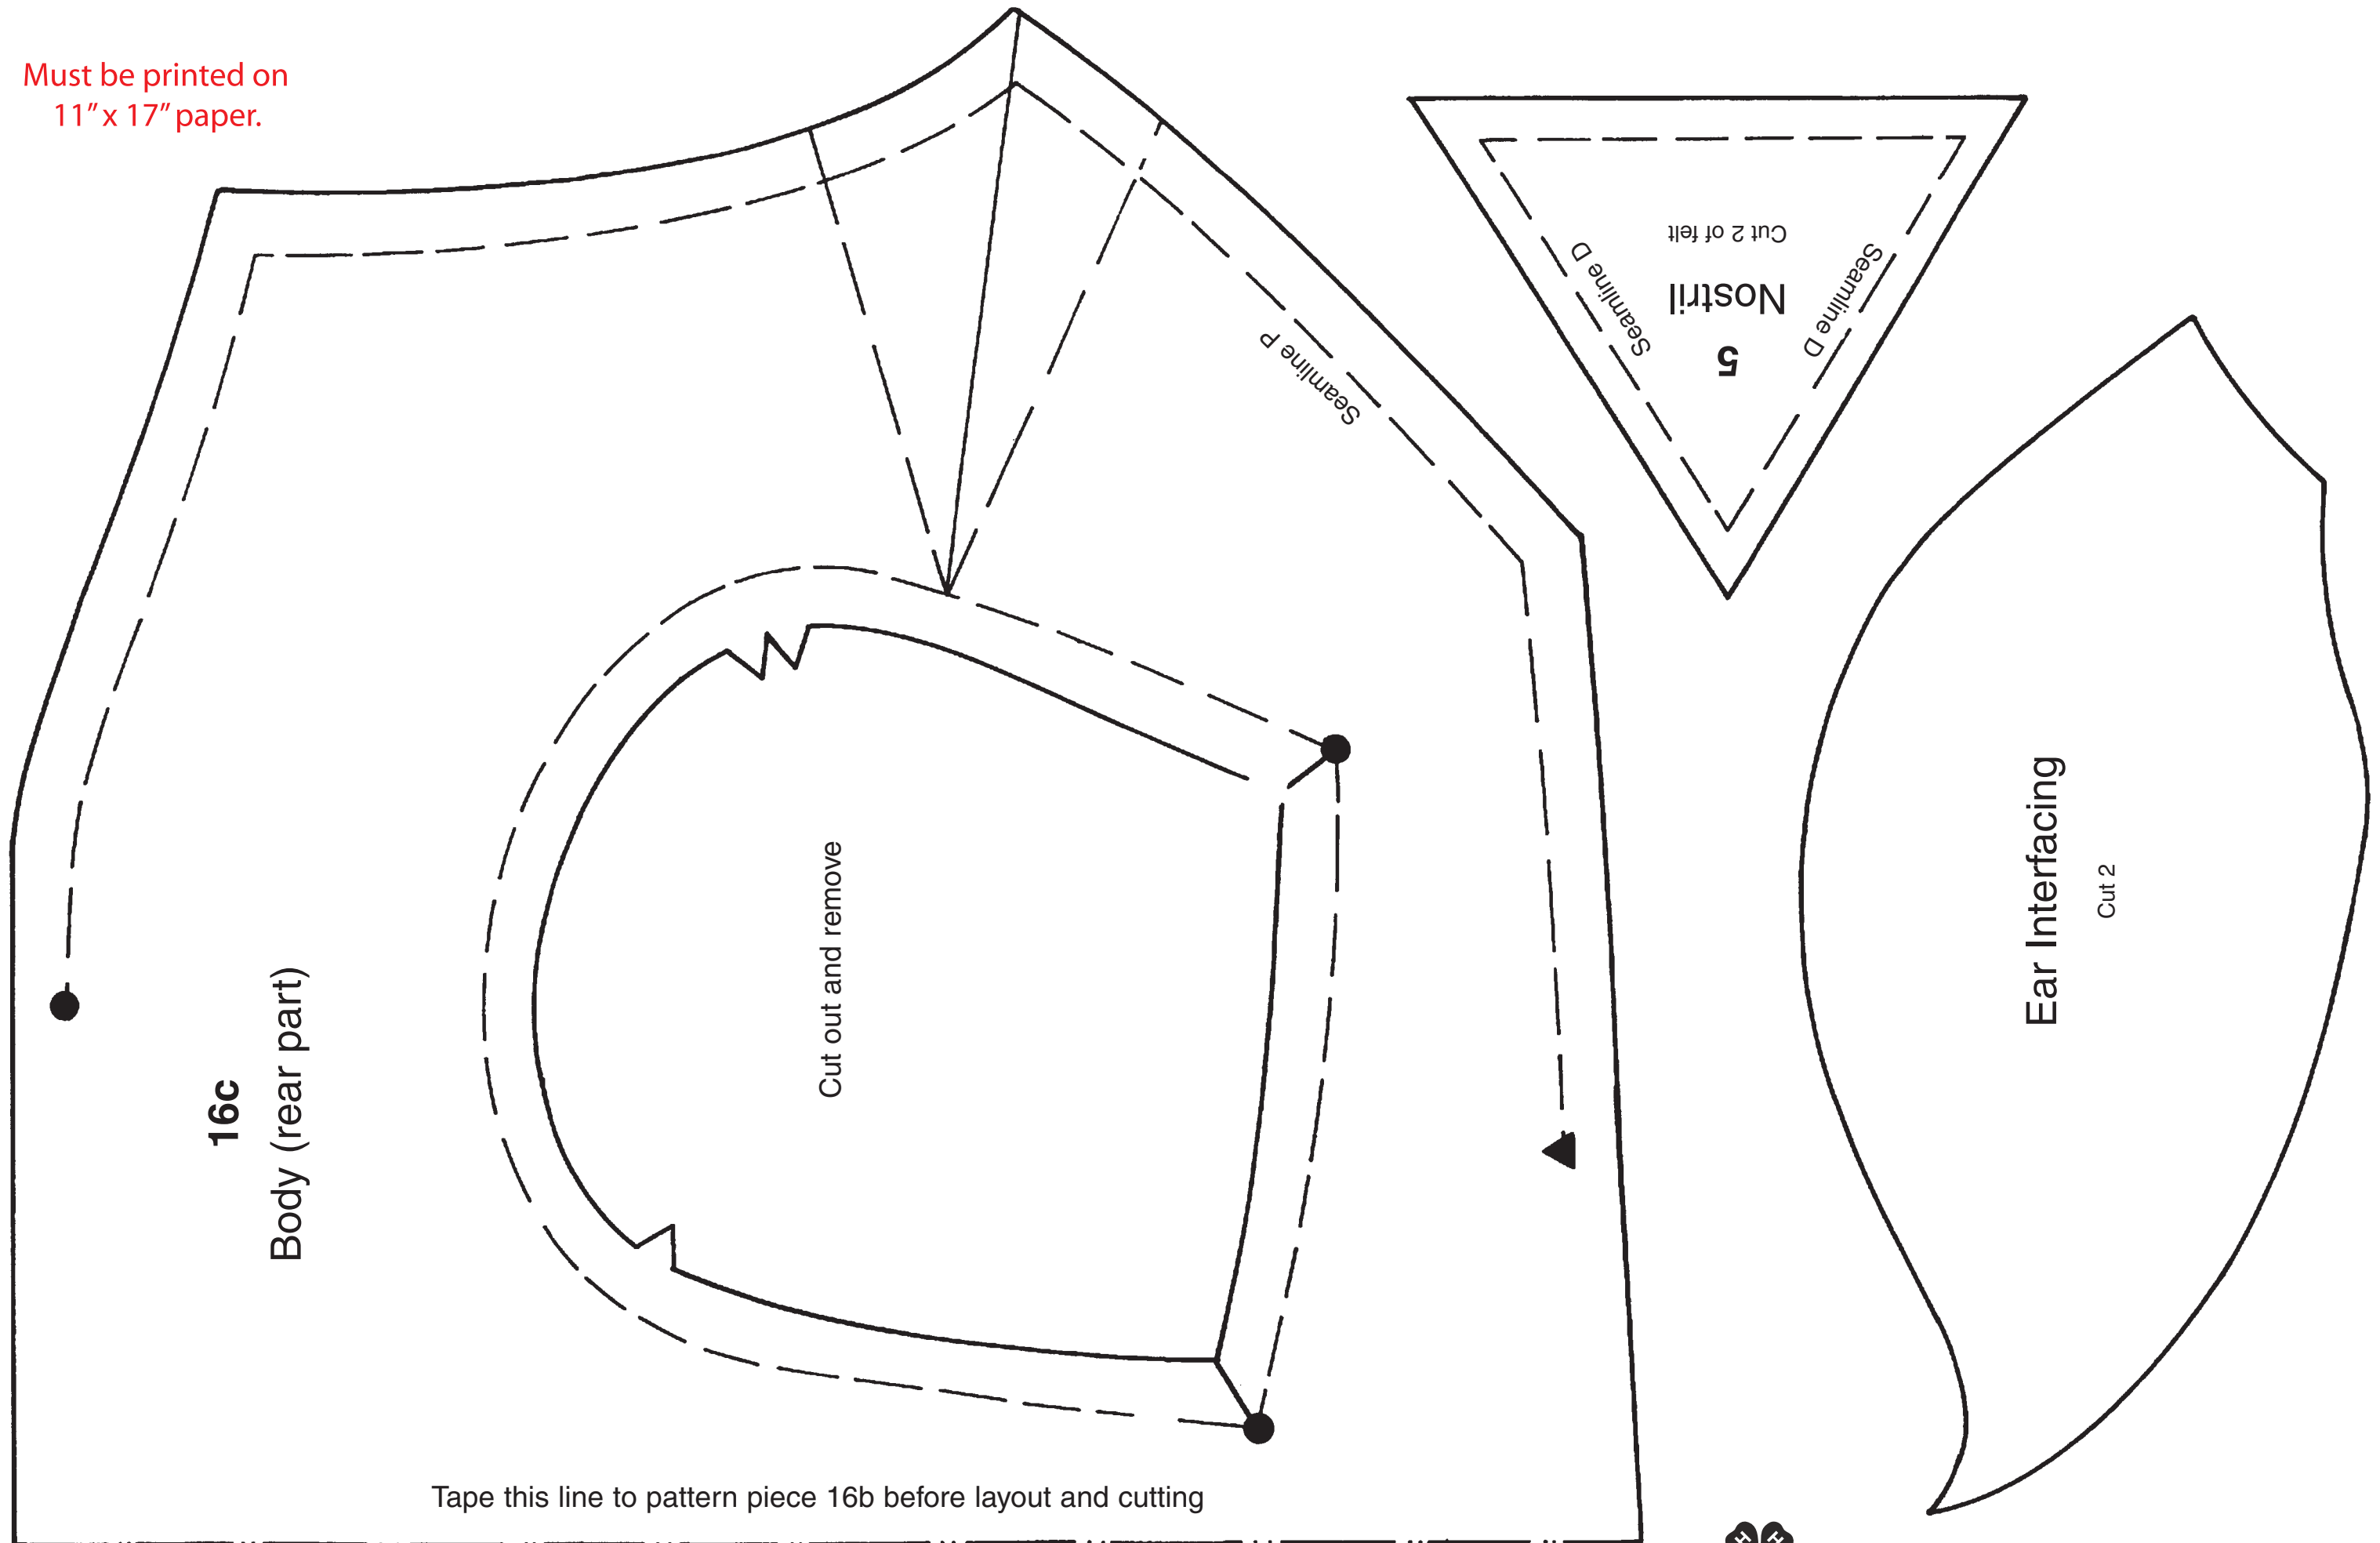 Must be printed on
11″ x 17″ paper.
Cut 2 of felt
Nostril
5
Seamline D
Seamline D
Seamline P
16c
Body (rear part)
Cut out and remove
Ear Interfacing
Cut 2
Tape this line to pattern piece 16b before layout and cutting
H H